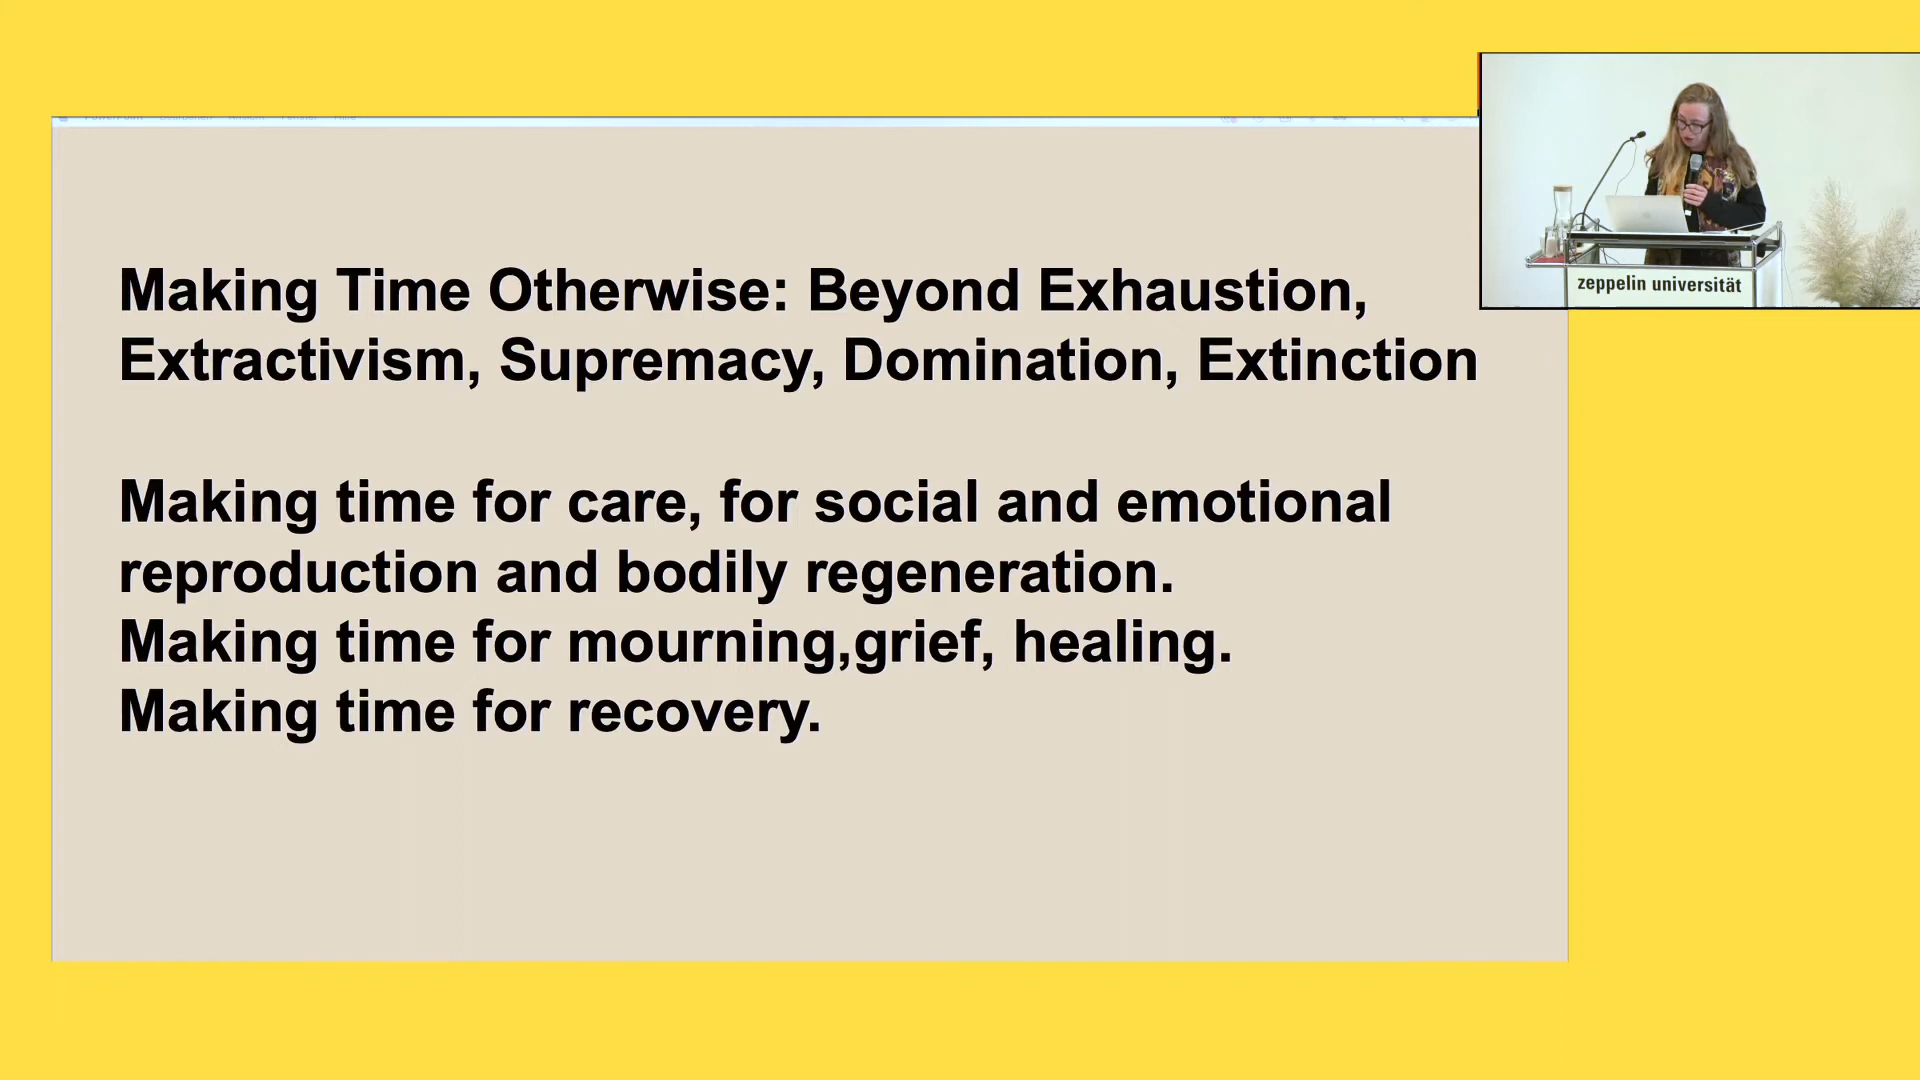 Making Time Otherwise: Beyond Exhaustion,
Extractivism, Supremacy, Domination, Extinction
Making time for care, for social and emotional
reproduction and bodily regeneration.
Making time for mourning,grief, healing.
Making time for recovery.
zeppelin universität